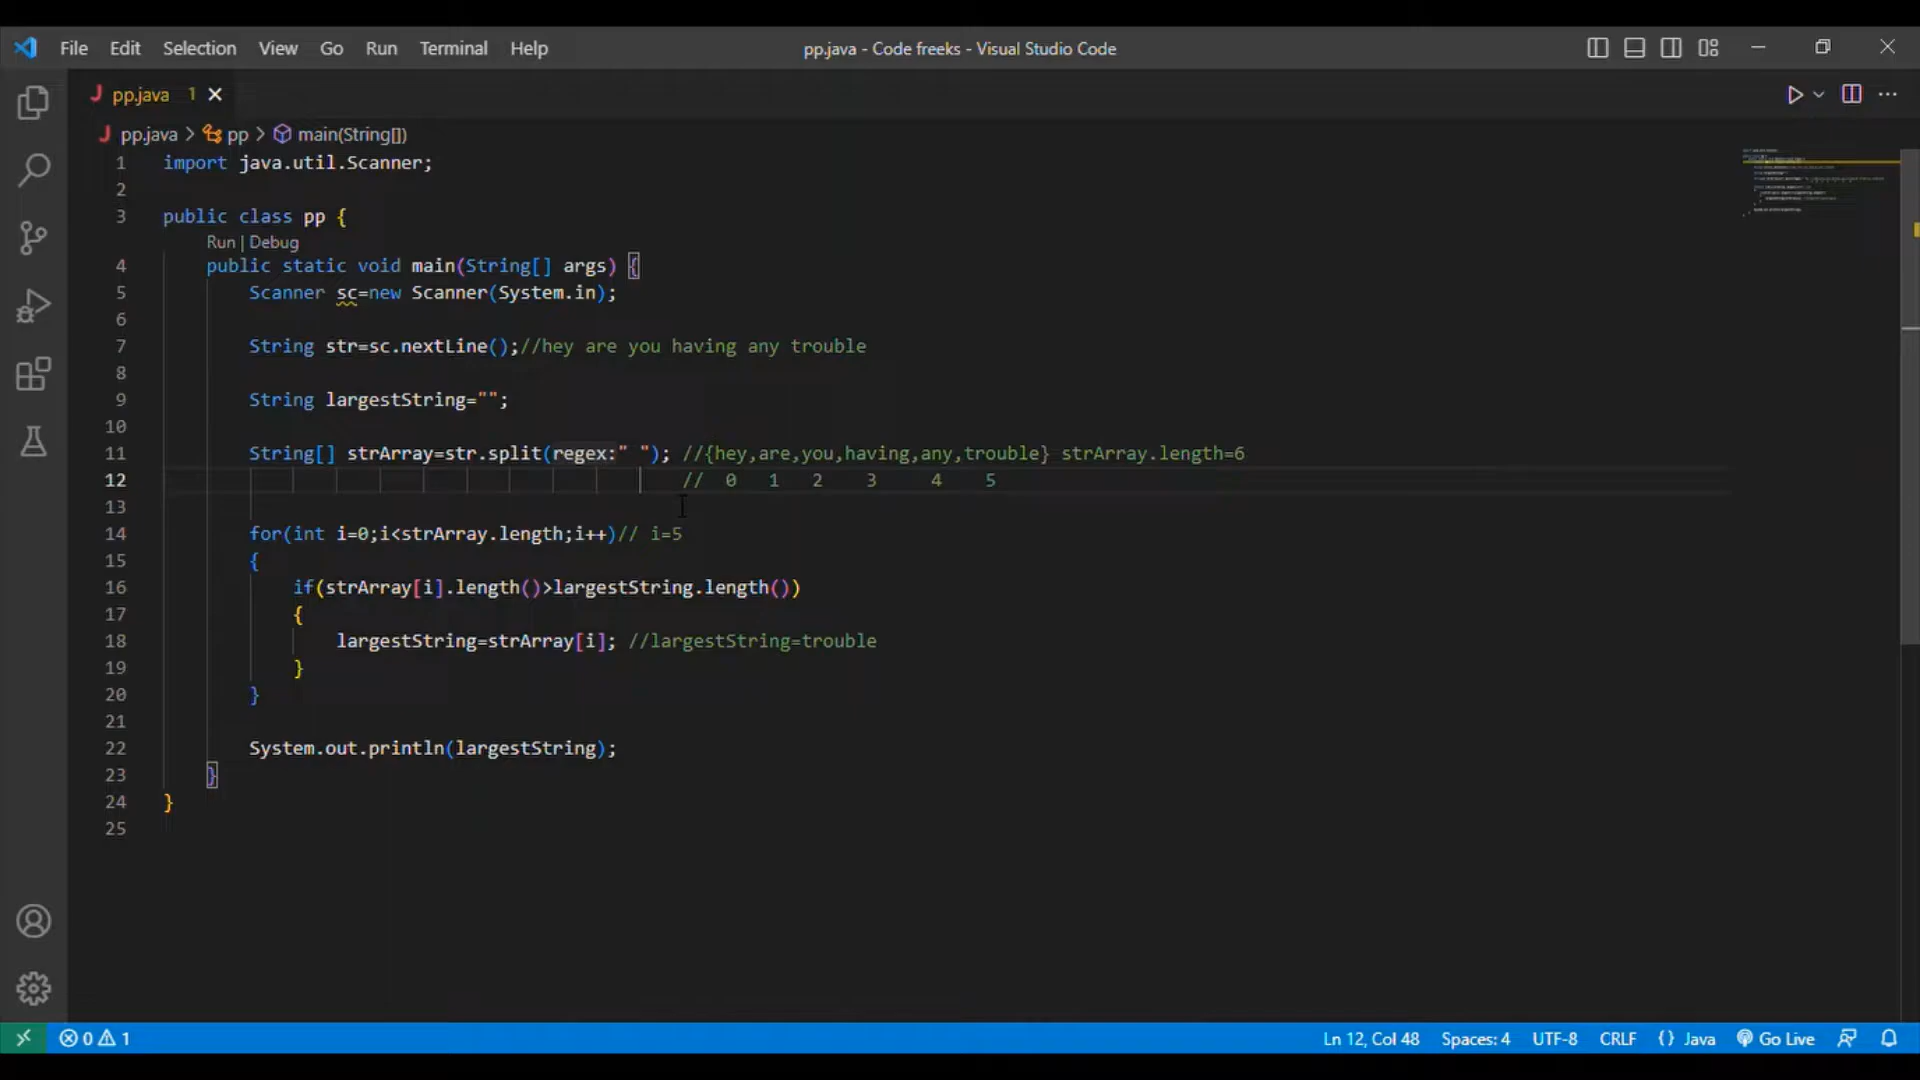 File Edit Selection View Go Run Terminal Help pp.java - Code freeks - Visual Studio Code
J pp.java 1
J pp.java > pp > main(String[])
1 import java.util.Scanner;
2
3 public class pp {
Run | Debug
4 public static void main(String[] args) {
5 Scanner sc=new Scanner(System.in);
6
7 String str=sc.nextLine();//hey are you having any trouble
8
9 String largestString="";
10
11 String[] strArray=str.split(regex:" "); //{hey,are,you,having,any,trouble} strArray.length=6
12 // 0 1 2 3 4 5
13
14 for(int i=0;i<strArray.length;i++)// i=5
15 {
16 if(strArray[i].length()>largestString.length())
17 {
18 largestString=strArray[i]; //largestString=trouble
19 }
20 }
21
22 System.out.println(largestString);
23 }
24 }
25
0 1 Ln 12, Col 48 Spaces: 4 UTF-8 CRLF {} Java Go Live